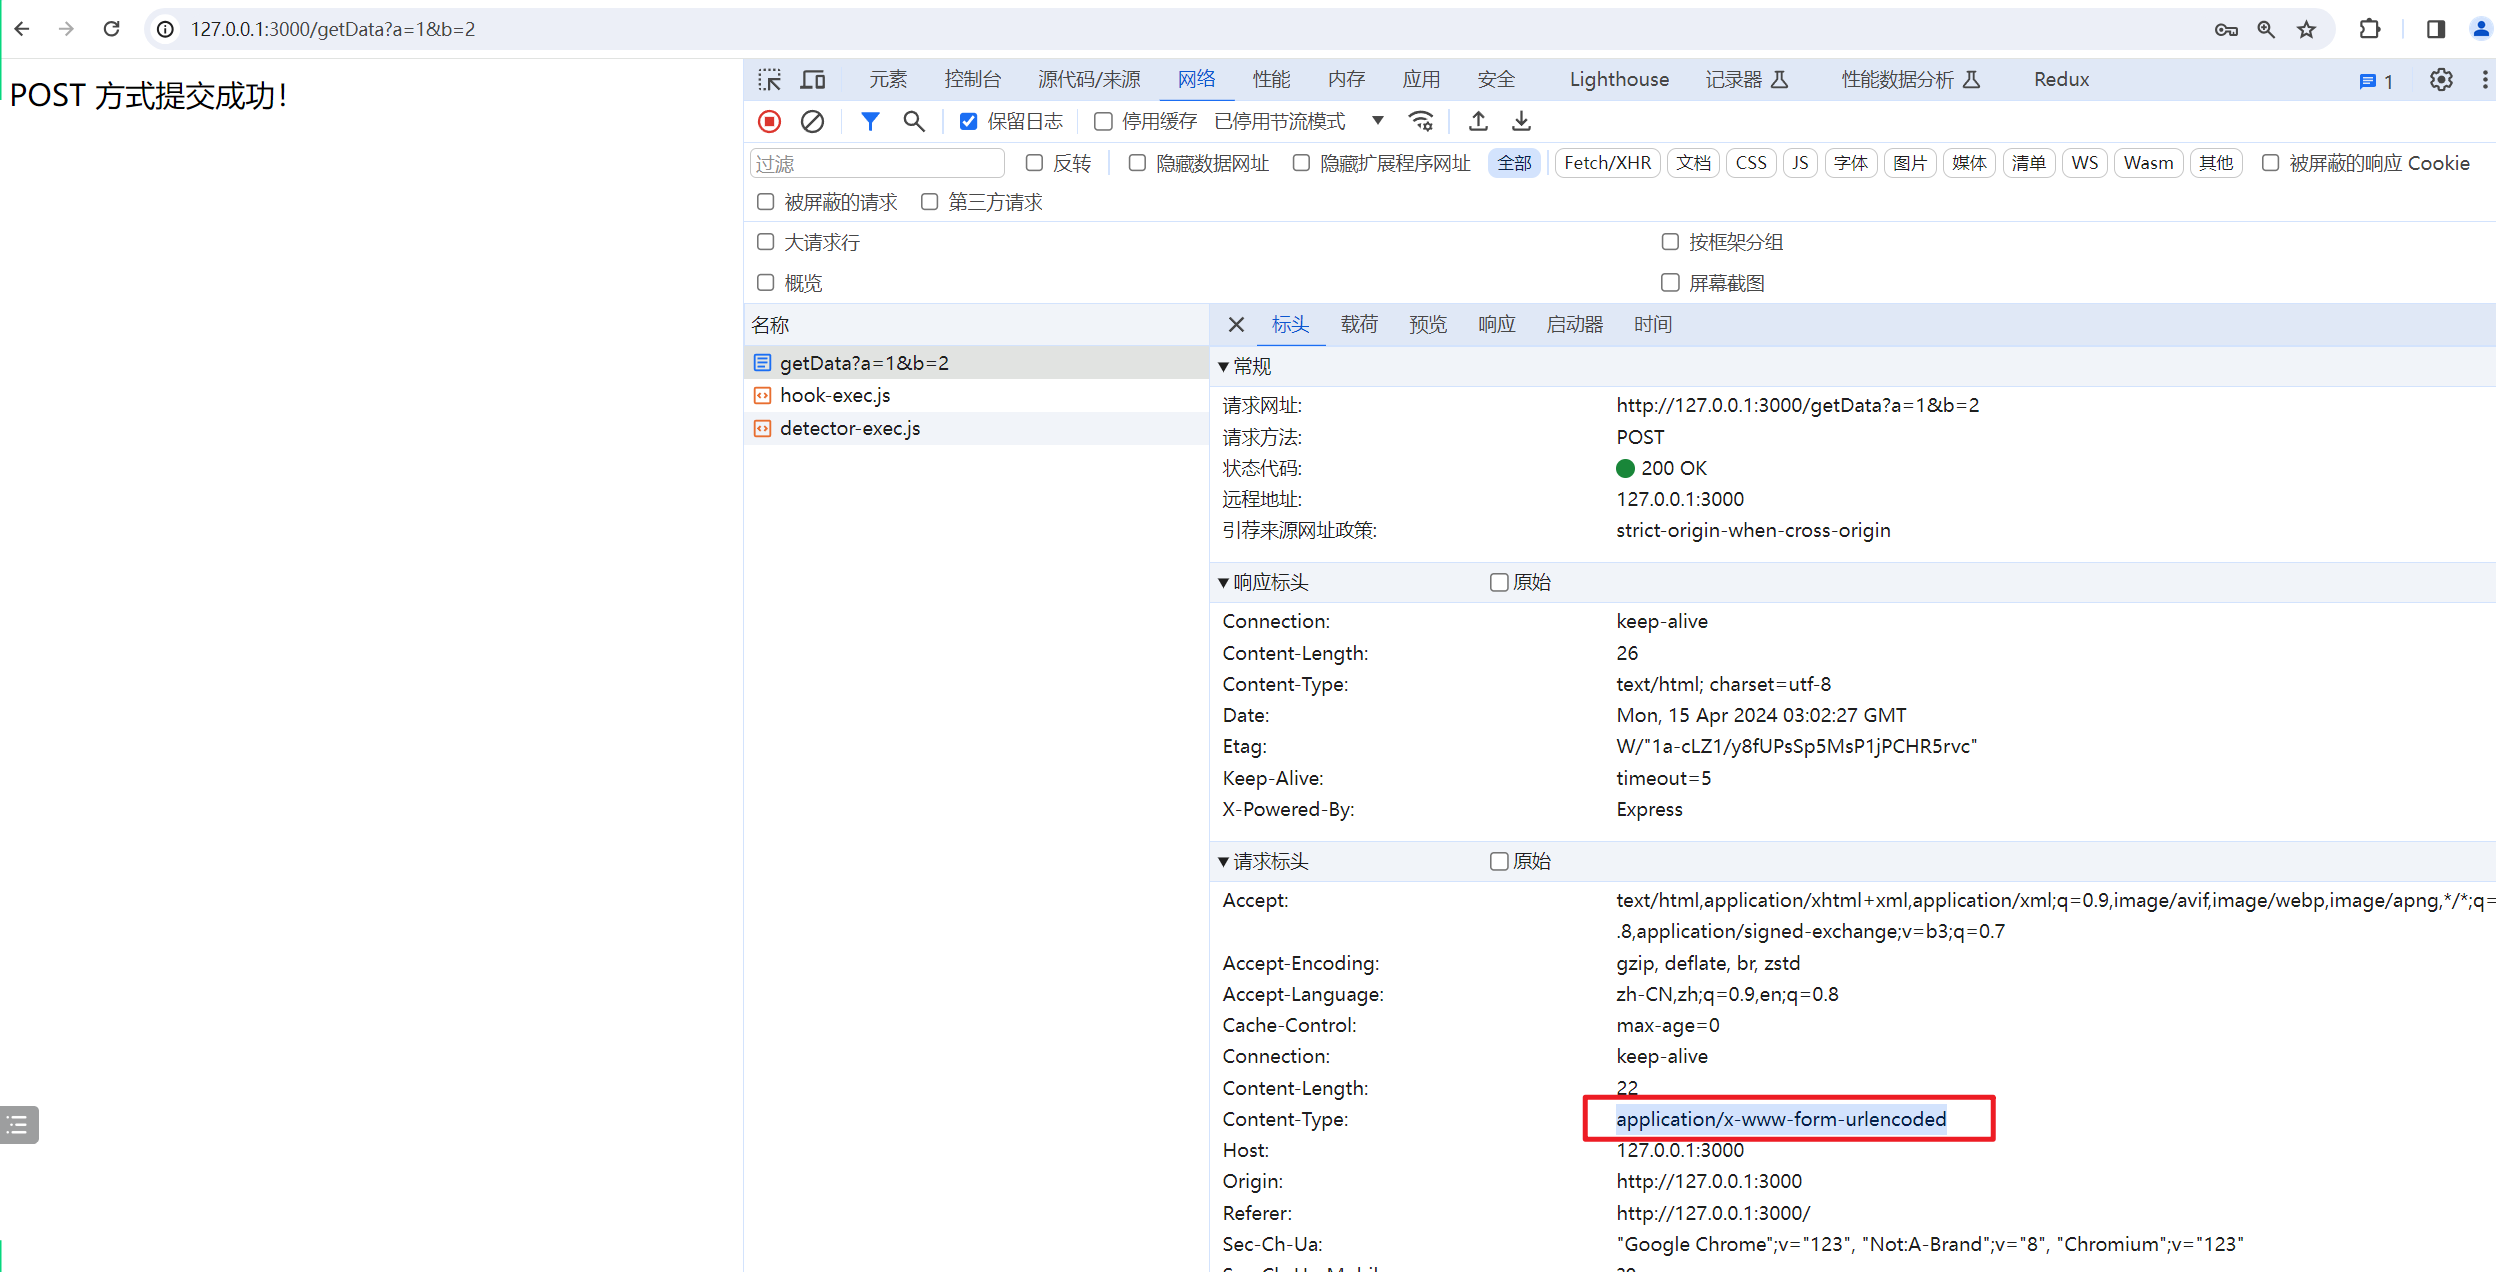 127.0.0.1:3000/getData?a=1&b=2
POST 方式提交成功！
元素 控制台 源代码/来源 网络 性能 内存 应用 安全 Lighthouse 记录器 性能数据分析 Redux 1
保留日志 停用缓存 已停用节流模式
过滤 反转 隐藏数据网址 隐藏扩展程序网址 全部 Fetch/XHR 文档 CSS JS 字体 图片 媒体 清单 WS Wasm 其他 被屏蔽的响应 Cookie
被屏蔽的请求 第三方请求
大请求行 按框架分组
概览 屏幕截图
名称
getData?a=1&b=2
hook-exec.js
detector-exec.js
标头 载荷 预览 响应 启动器 时间
常规
请求网址: http://127.0.0.1:3000/getData?a=1&b=2
请求方法: POST
状态代码: 200 OK
远程地址: 127.0.0.1:3000
引荐来源网址政策: strict-origin-when-cross-origin
响应标头 原始
Connection: keep-alive
Content-Length: 26
Content-Type: text/html; charset=utf-8
Date: Mon, 15 Apr 2024 03:02:27 GMT
Etag: W/"1a-cLZ1/y8fUPsSp5MsP1jPCHR5rvc"
Keep-Alive: timeout=5
X-Powered-By: Express
请求标头 原始
Accept: text/html,application/xhtml+xml,application/xml;q=0.9,image/avif,image/webp,image/apng,*/*;q=
.8,application/signed-exchange;v=b3;q=0.7
Accept-Encoding: gzip, deflate, br, zstd
Accept-Language: zh-CN,zh;q=0.9,en;q=0.8
Cache-Control: max-age=0
Connection: keep-alive
Content-Length: 22
Content-Type: application/x-www-form-urlencoded
Host: 127.0.0.1:3000
Origin: http://127.0.0.1:3000
Referer: http://127.0.0.1:3000/
Sec-Ch-Ua: "Google Chrome";v="123", "Not:A-Brand";v="8", "Chromium";v="123"